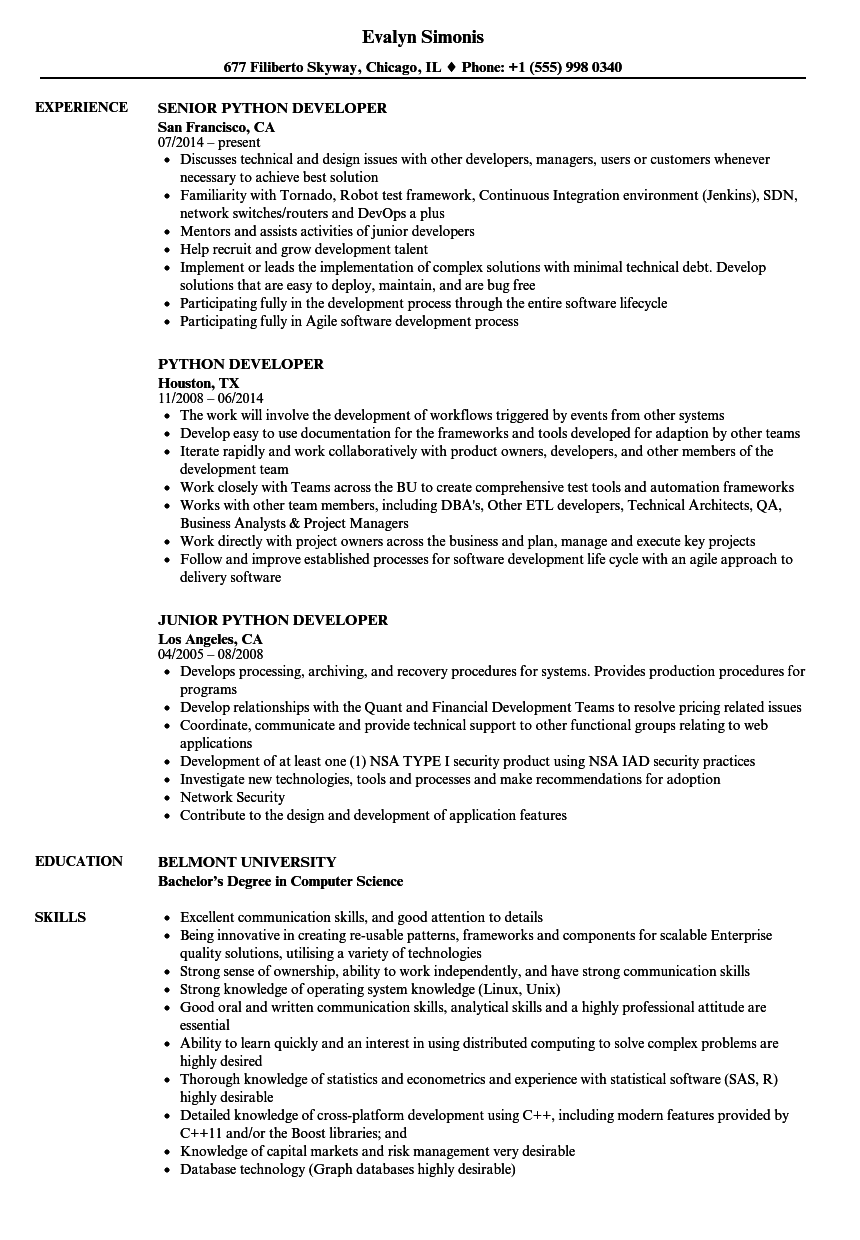 Evalyn Simonis
677 Filiberto Skyway, Chicago, IL ♦ Phone: +1 (555) 998 0340
EXPERIENCE
SENIOR PYTHON DEVELOPER
San Francisco, CA
07/2014 – present
• Discusses technical and design issues with other developers, managers, users or customers whenever
necessary to achieve best solution
• Familiarity with Tornado, Robot test framework, Continuous Integration environment (Jenkins), SDN,
network switches/routers and DevOps a plus
• Mentors and assists activities of junior developers
• Help recruit and grow development talent
• Implement or leads the implementation of complex solutions with minimal technical debt. Develop
solutions that are easy to deploy, maintain, and are bug free
• Participating fully in the development process through the entire software lifecycle
• Participating fully in Agile software development process
PYTHON DEVELOPER
Houston, TX
11/2008 – 06/2014
• The work will involve the development of workflows triggered by events from other systems
• Develop easy to use documentation for the frameworks and tools developed for adaption by other teams
• Iterate rapidly and work collaboratively with product owners, developers, and other members of the
development team
• Work closely with Teams across the BU to create comprehensive test tools and automation frameworks
• Works with other team members, including DBA's, Other ETL developers, Technical Architects, QA,
Business Analysts & Project Managers
• Work directly with project owners across the business and plan, manage and execute key projects
• Follow and improve established processes for software development life cycle with an agile approach to
delivery software
JUNIOR PYTHON DEVELOPER
Los Angeles, CA
04/2005 – 08/2008
• Develops processing, archiving, and recovery procedures for systems. Provides production procedures for
programs
• Develop relationships with the Quant and Financial Development Teams to resolve pricing related issues
• Coordinate, communicate and provide technical support to other functional groups relating to web
applications
• Development of at least one (1) NSA TYPE I security product using NSA IAD security practices
• Investigate new technologies, tools and processes and make recommendations for adoption
• Network Security
• Contribute to the design and development of application features
EDUCATION
BELMONT UNIVERSITY
Bachelor’s Degree in Computer Science
SKILLS
• Excellent communication skills, and good attention to details
• Being innovative in creating re-usable patterns, frameworks and components for scalable Enterprise
quality solutions, utilising a variety of technologies
• Strong sense of ownership, ability to work independently, and have strong communication skills
• Strong knowledge of operating system knowledge (Linux, Unix)
• Good oral and written communication skills, analytical skills and a highly professional attitude are
essential
• Ability to learn quickly and an interest in using distributed computing to solve complex problems are
highly desired
• Thorough knowledge of statistics and econometrics and experience with statistical software (SAS, R)
highly desirable
• Detailed knowledge of cross-platform development using C++, including modern features provided by
C++11 and/or the Boost libraries; and
• Knowledge of capital markets and risk management very desirable
• Database technology (Graph databases highly desirable)